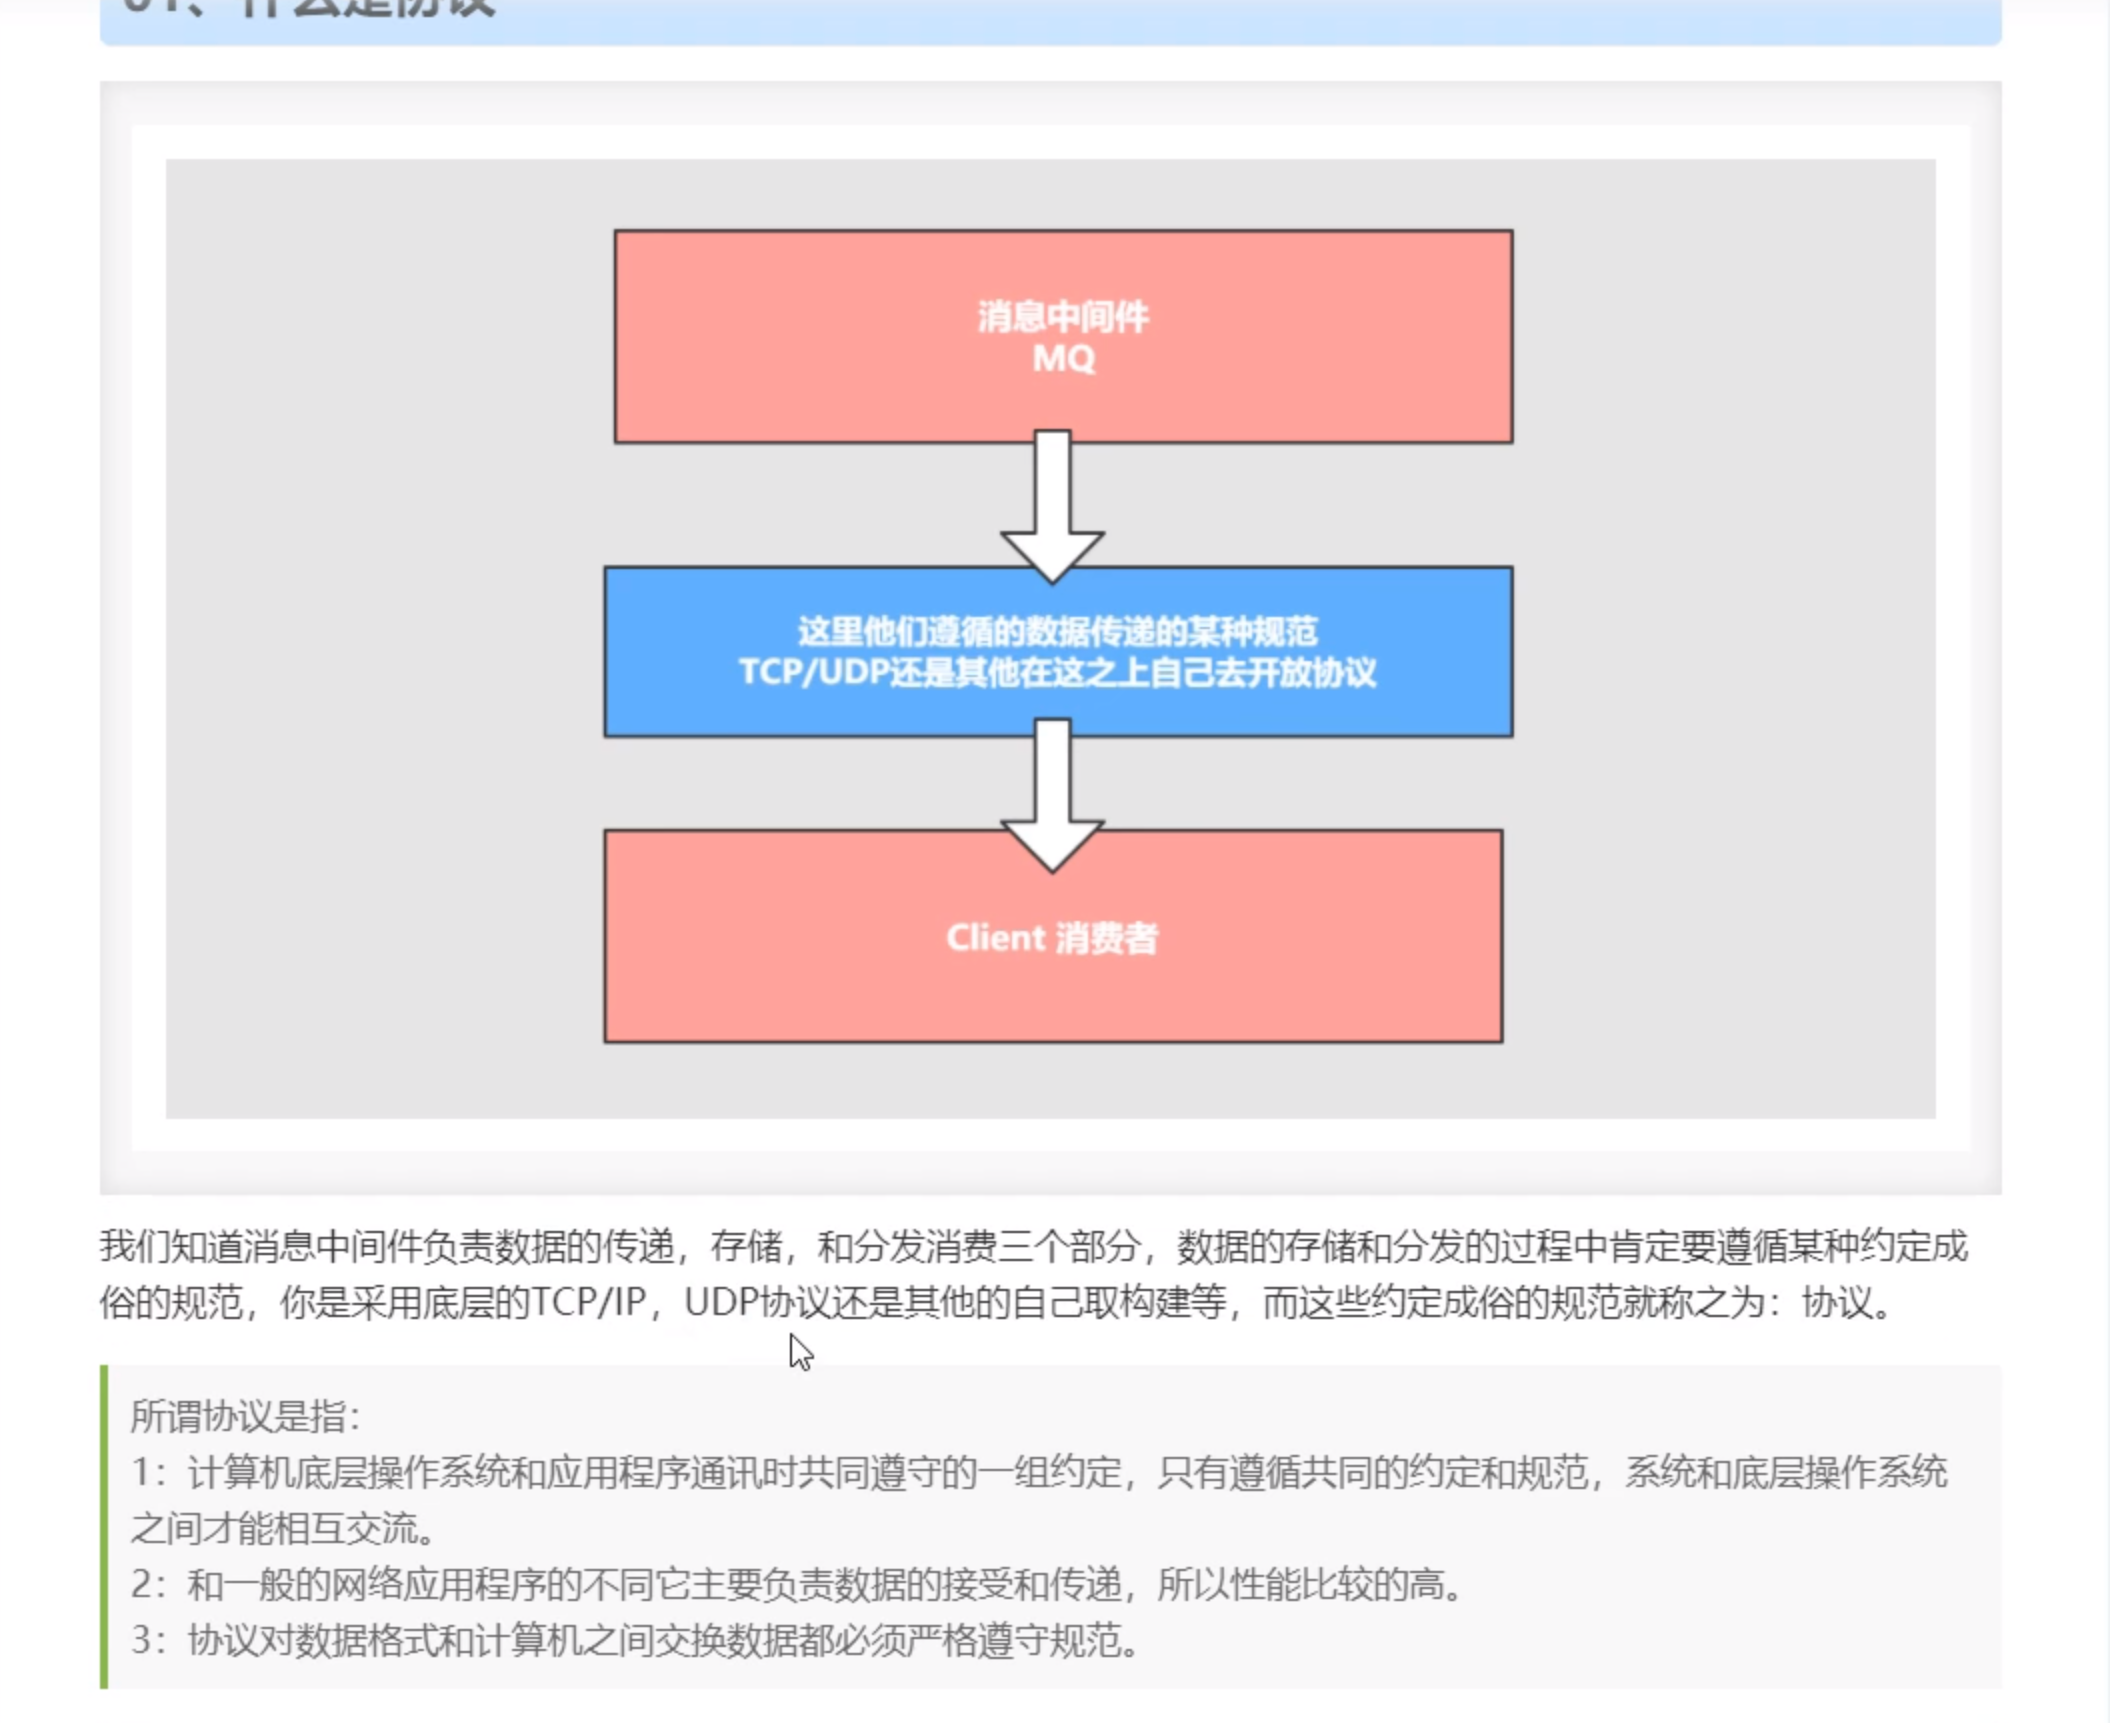 01、什么是协议
消息中间件
MQ
这里他们遵循的数据传递的某种规范
TCP/UDP还是其他在这之上自己去开放协议
Client 消费者
我们知道消息中间件负责数据的传递，存储，和分发消费三个部分，数据的存储和分发的过程中肯定要遵循某种约定成
俗的规范，你是采用底层的TCP/IP，UDP协议还是其他的自己取构建等，而这些约定成俗的规范就称之为：协议。
所谓协议是指：
1：计算机底层操作系统和应用程序通讯时共同遵守的一组约定，只有遵循共同的约定和规范，系统和底层操作系统
之间才能相互交流。
2：和一般的网络应用程序的不同它主要负责数据的接受和传递，所以性能比较的高。
3：协议对数据格式和计算机之间交换数据都必须严格遵守规范。